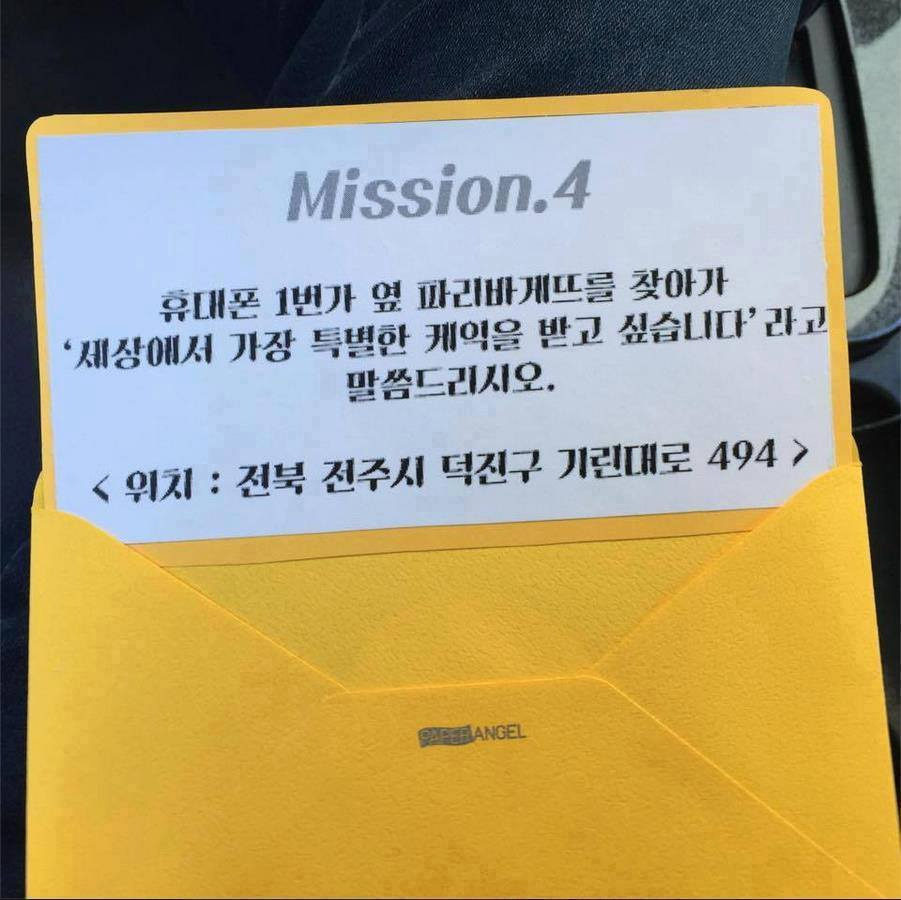 Mission.4
휴대폰 1번가 옆 파리바게뜨를 찾아가
‘세상에서 가장 특별한 케익을 받고 싶습니다’라고
말씀드리시오.
< 위치 : 전북 전주시 덕진구 기린대로 494 >
PAPER ANGEL